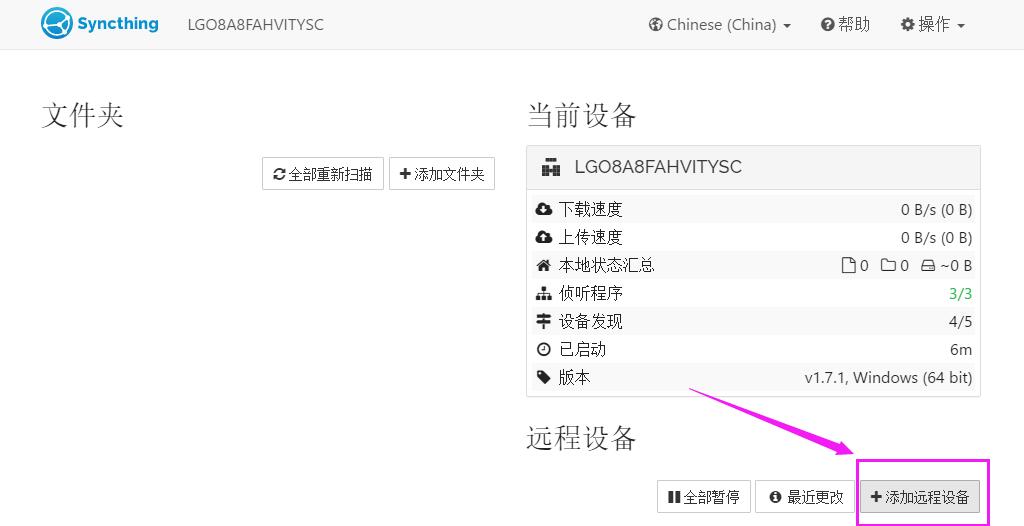 Syncthing LGO8A8FAHVITYSC Chinese (China) 帮助 操作
文件夹
全部重新扫描 添加文件夹
当前设备
LGO8A8FAHVITYSC
下载速度 0 B/s (0 B)
上传速度 0 B/s (0 B)
本地状态汇总 0 0 ~0 B
侦听程序 3/3
设备发现 4/5
已启动 6m
版本 v1.7.1, Windows (64 bit)
远程设备
全部暂停 最近更改 添加远程设备